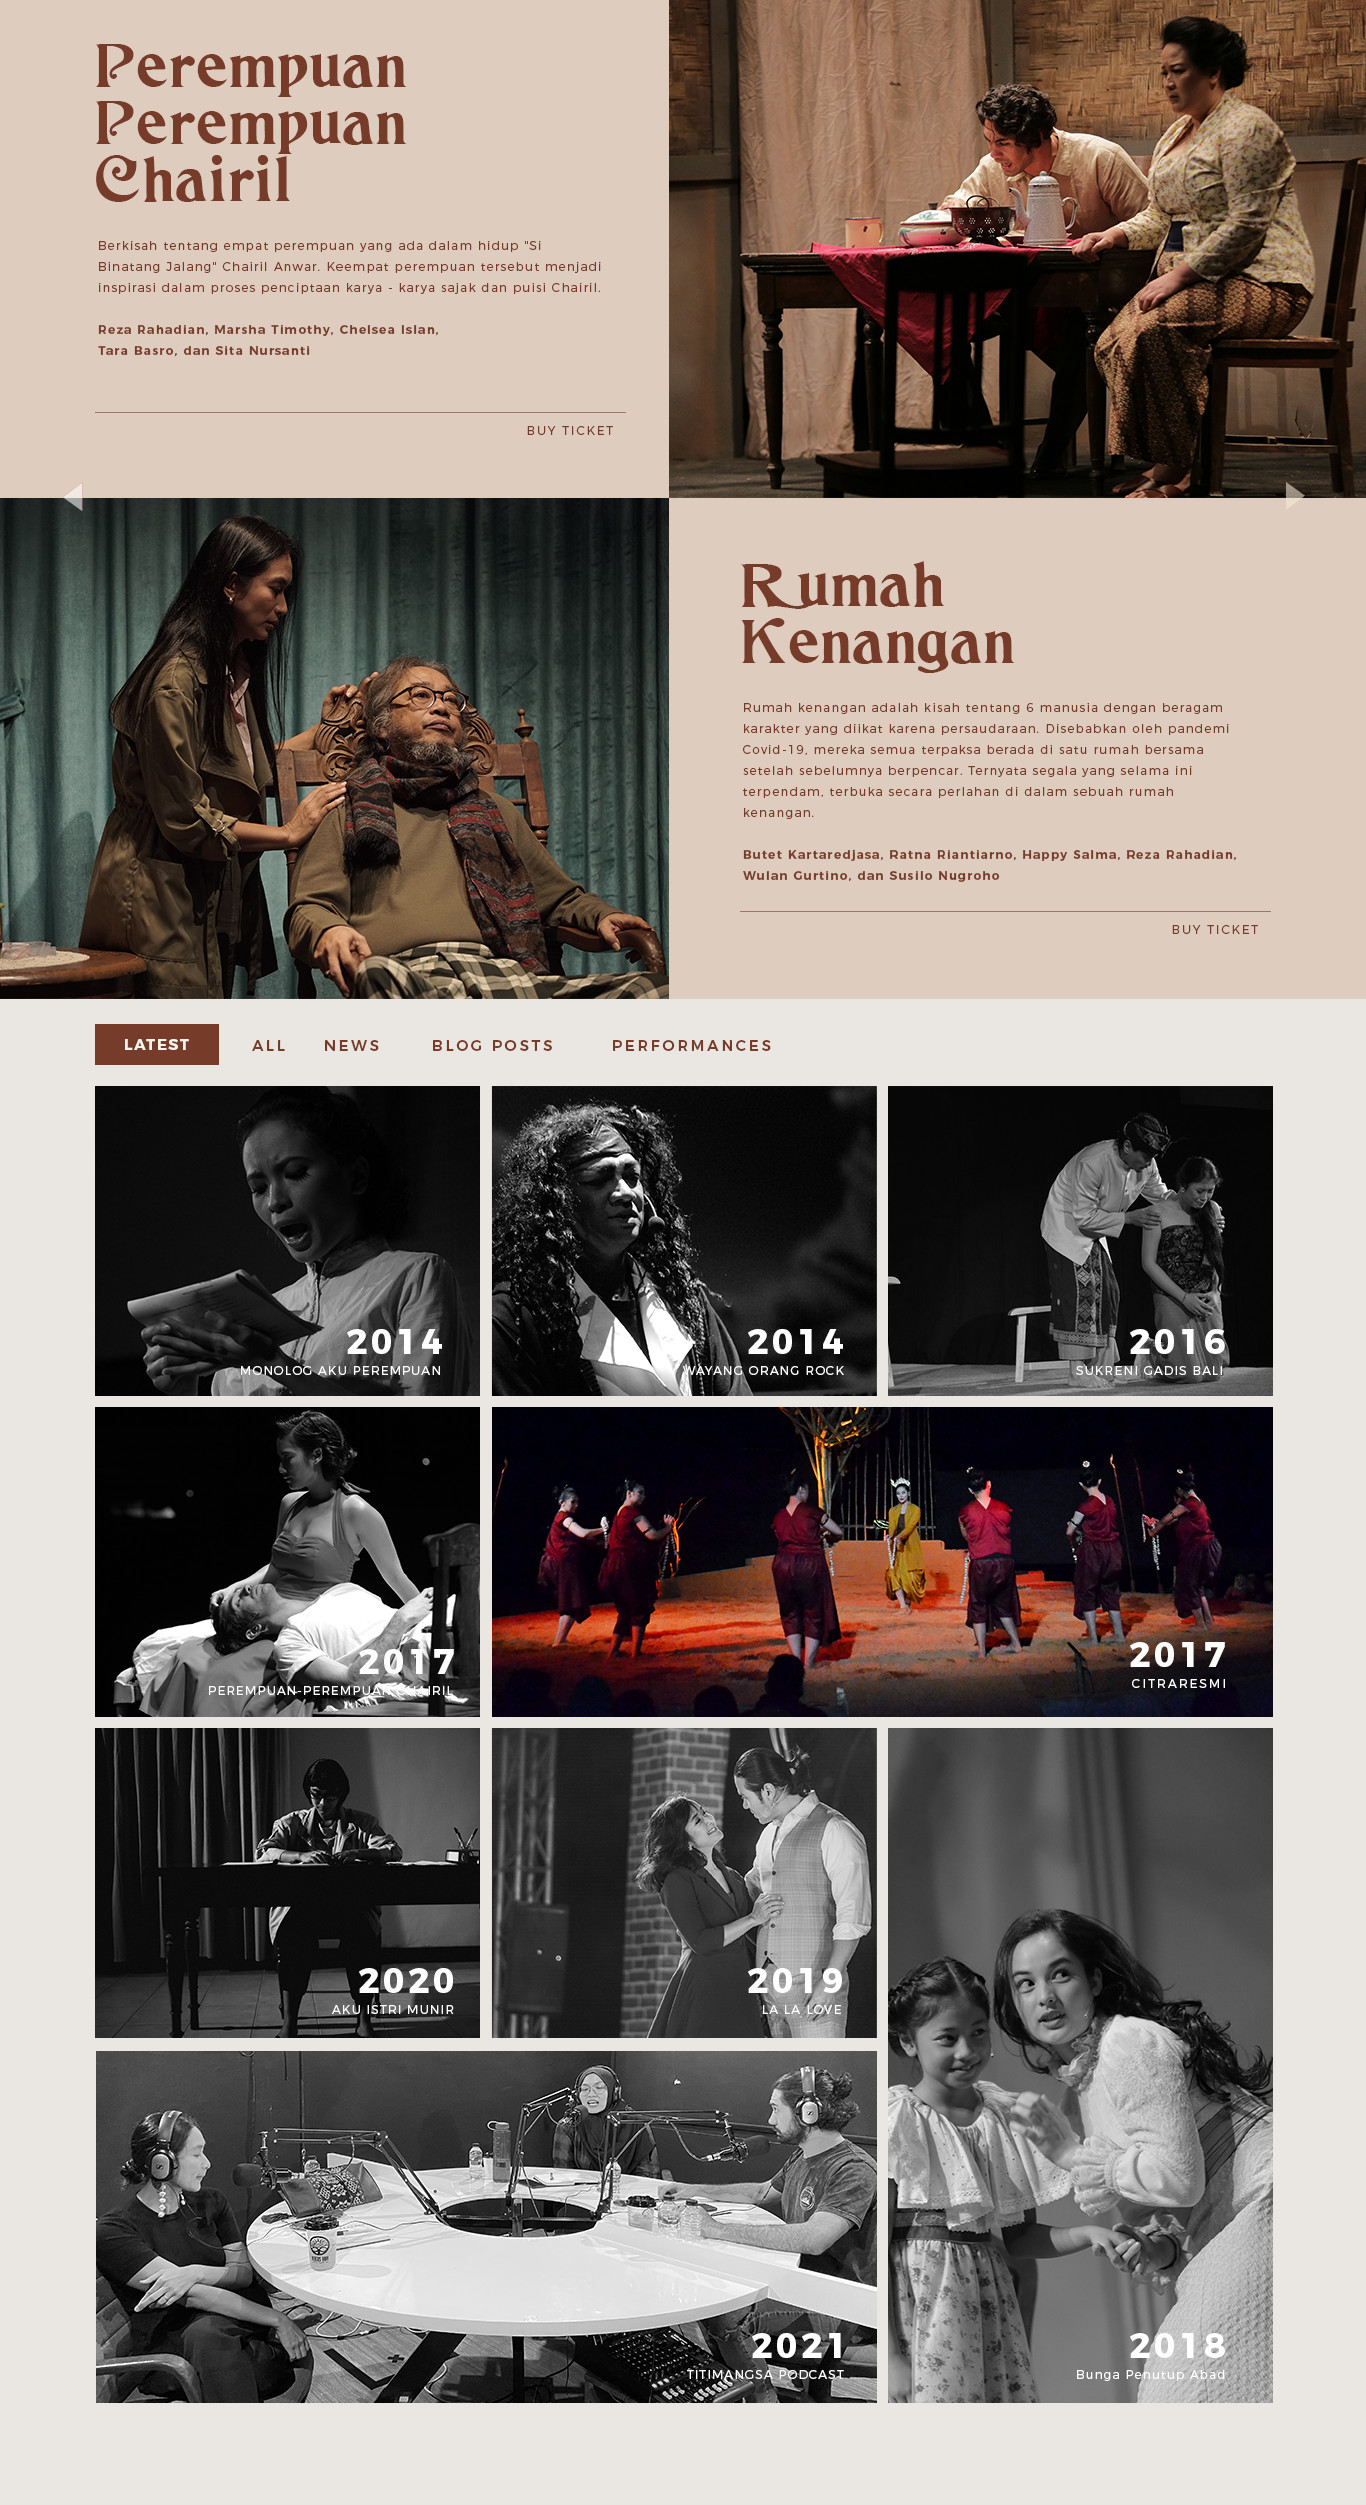 Perempuan
Perempuan
Chairil
Berkisah tentang empat perempuan yang ada dalam hidup "Si
Binatang Jalang" Chairil Anwar. Keempat perempuan tersebut menjadi
inspirasi dalam proses penciptaan karya - karya sajak dan puisi Chairil.
Reza Rahadian, Marsha Timothy, Chelsea Islan,
Tara Basro, dan Sita Nursanti
BUY TICKET
Rumah
Kenangan
Rumah kenangan adalah kisah tentang 6 manusia dengan beragam
karakter yang diikat karena persaudaraan. Disebabkan oleh pandemi
Covid-19, mereka semua terpaksa berada di satu rumah bersama
setelah sebelumnya berpencar. Ternyata segala yang selama ini
terpendam, terbuka secara perlahan di dalam sebuah rumah
kenangan.
Butet Kartaredjasa, Ratna Riantiarno, Happy Salma, Reza Rahadian,
Wulan Gurtino, dan Susilo Nugroho
BUY TICKET
LATEST ALL NEWS BLOG POSTS PERFORMANCES
2014
MONOLOG AKU PEREMPUAN
2014
WAYANG ORANG ROCK
2016
SUKRENI GADIS BALI
2017
PEREMPUAN-PEREMPUAN CHAIRIL
2017
CITRARESMI
2020
AKU ISTRI MUNIR
2019
LA LA LOVE
2021
TITIMANGSA PODCAST
2018
Bunga Penutup Abad